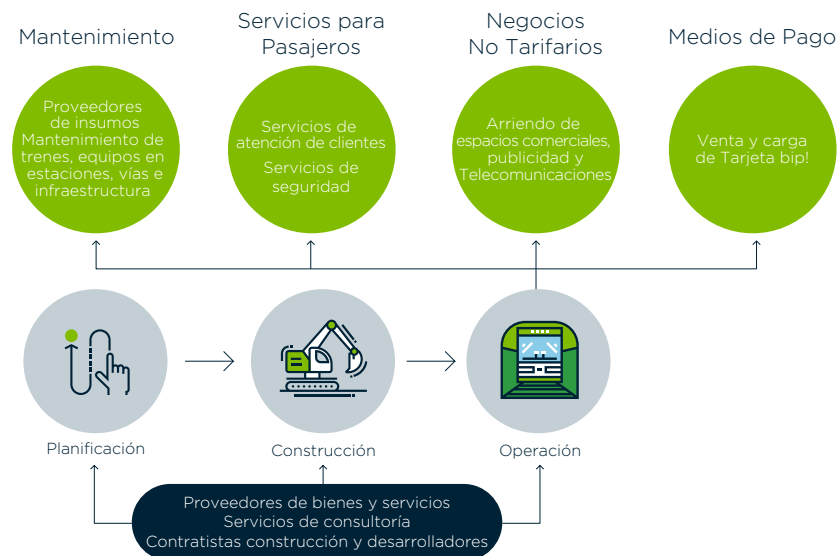 Mantenimiento
Servicios para
Pasajeros
Negocios
No Tarifarios
Medios de Pago
Proveedores
de insumos
Mantenimiento de
trenes, equipos en
estaciones, vías e
infraestructura
Servicios de
atención de clientes
Servicios de
seguridad
Arriendo de
espacios comerciales,
publicidad y
Telecomunicaciones
Venta y carga
de Tarjeta bip!
Planificación
Construcción
Operación
Proveedores de bienes y servicios
Servicios de consultoría
Contratistas construcción y desarrolladores